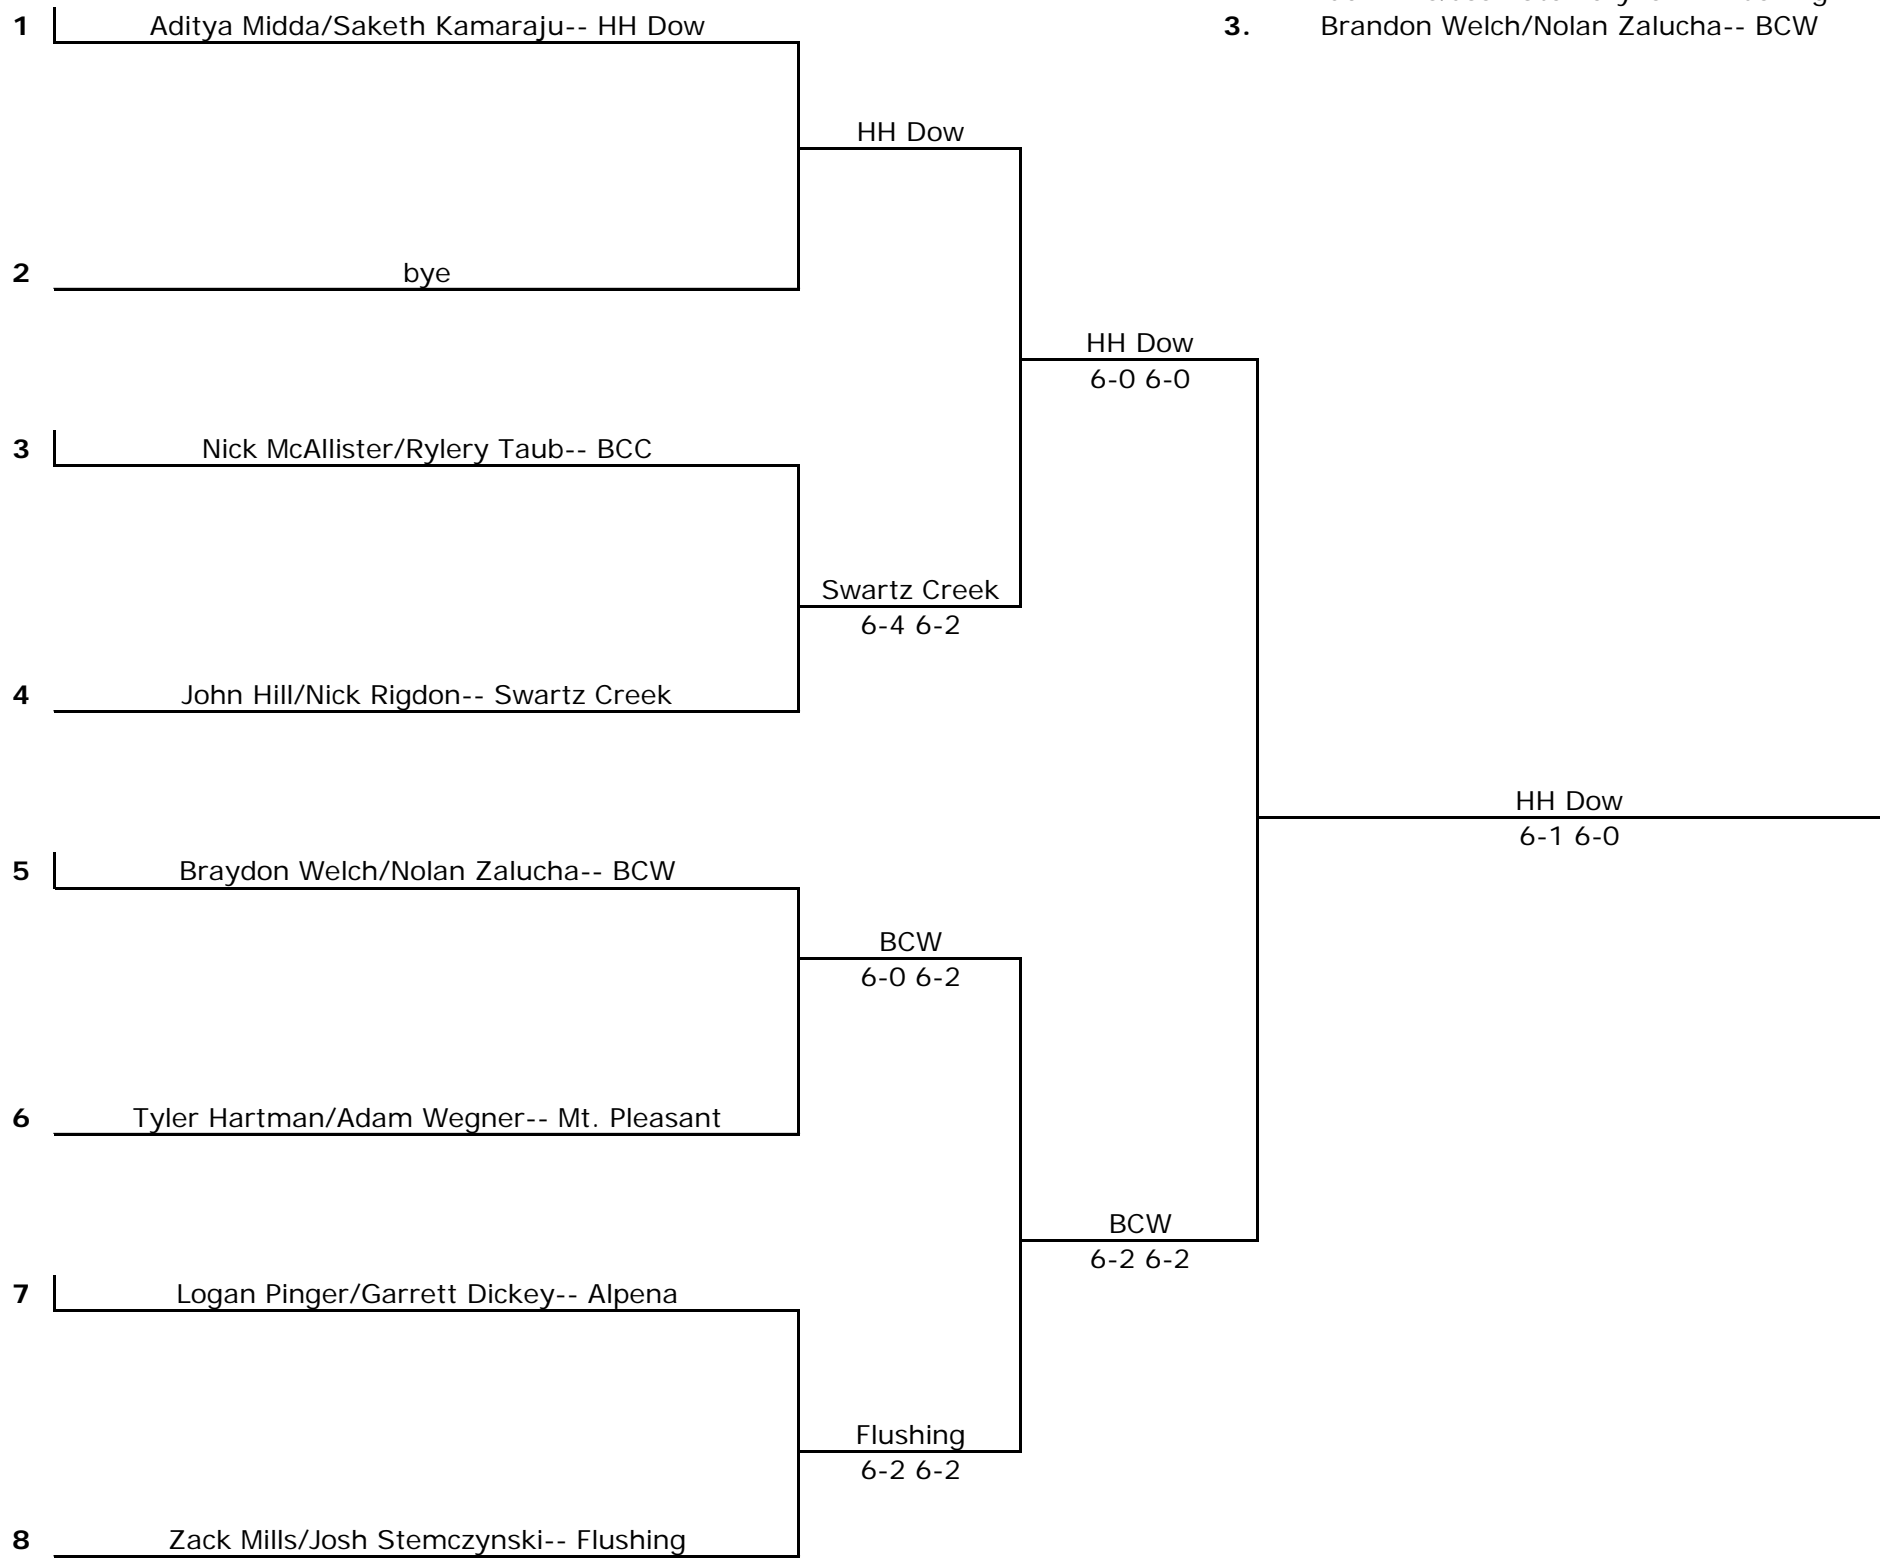 1 Aditya Midda/Saketh Kamaraju-- HH Dow
3. Brandon Welch/Nolan Zalucha-- BCW
HH Dow
2 bye
HH Dow
6-0 6-0
3 Nick McAllister/Rylery Taub-- BCC
Swartz Creek
6-4 6-2
4 John Hill/Nick Rigdon-- Swartz Creek
HH Dow
6-1 6-0
5 Braydon Welch/Nolan Zalucha-- BCW
BCW
6-0 6-2
6 Tyler Hartman/Adam Wegner-- Mt. Pleasant
BCW
6-2 6-2
7 Logan Pinger/Garrett Dickey-- Alpena
Flushing
6-2 6-2
8 Zack Mills/Josh Stemczynski-- Flushing